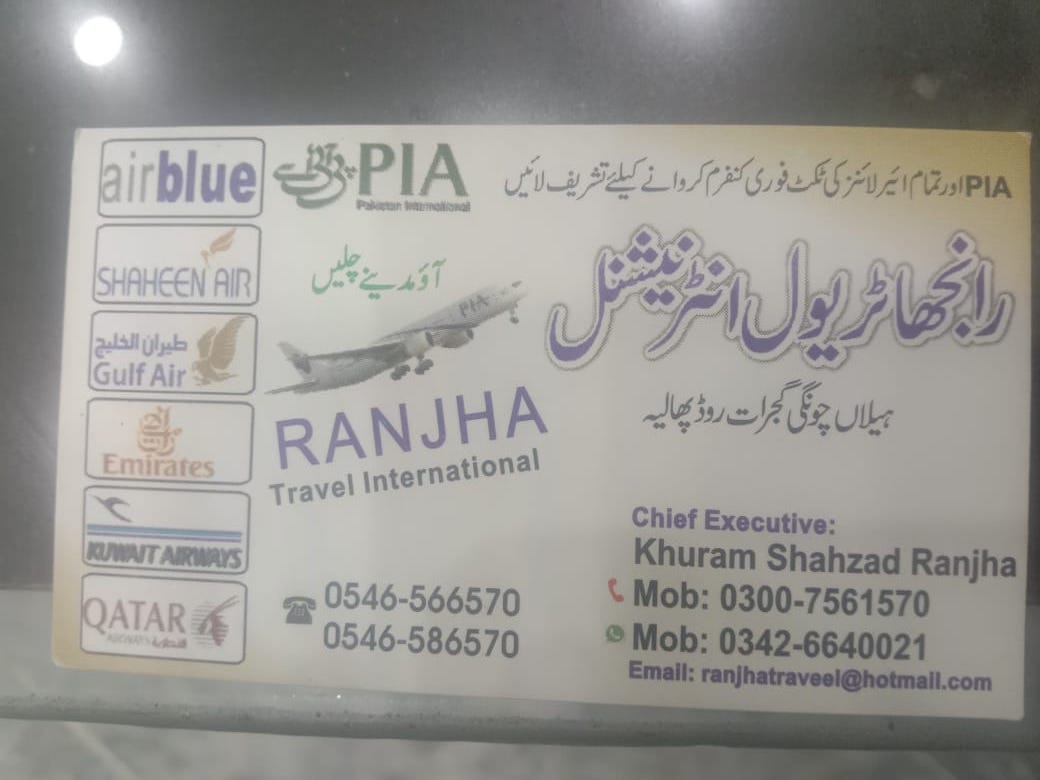 airblue
SHAHEEN AIR
طيران الخليج
Gulf Air
Emirates
KUWAIT AIRWAYS
QATAR
AIRWAYS القطرية
PIA
Pakistan International
آؤ مدینے چلیں
PIA
RANJHA
Travel International
0546-566570
0546-586570
PIA اور تمام ائیر لائنز کی ٹکٹ فوری کنفرم کروانے کیلئے تشریف لائیں
رانجھا ٹریول انٹرنیشنل
ہیلاں چونگی گجرات روڈ پھالیہ
Chief Executive:
Khuram Shahzad Ranjha
Mob: 0300-7561570
Mob: 0342-6640021
Email: ranjhatraveel@hotmail.com